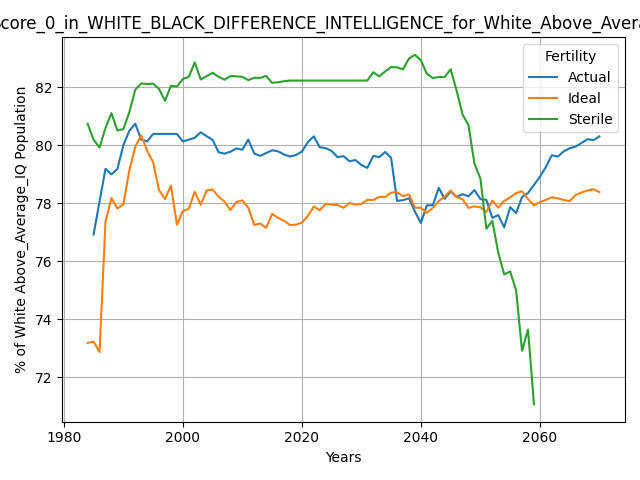 core_0_in_WHITE_BLACK_DIFFERENCE_INTELLIGENCE_for_White_Above_Avera
Fertility
Actual
Ideal
Sterile
% of White Above_Average_IQ Population
82
80
78
76
74
72
1980
2000
2020
2040
2060
Years